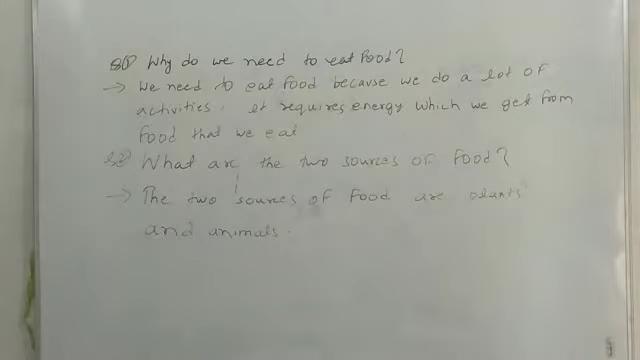 Q1 Why do we need to eat food?
→ We need to eat food because we do a lot of
activities. It requires energy which we get from
food that we eat
Q2 What are the two sources of food?
→ The two sources of food are plants
and animals.